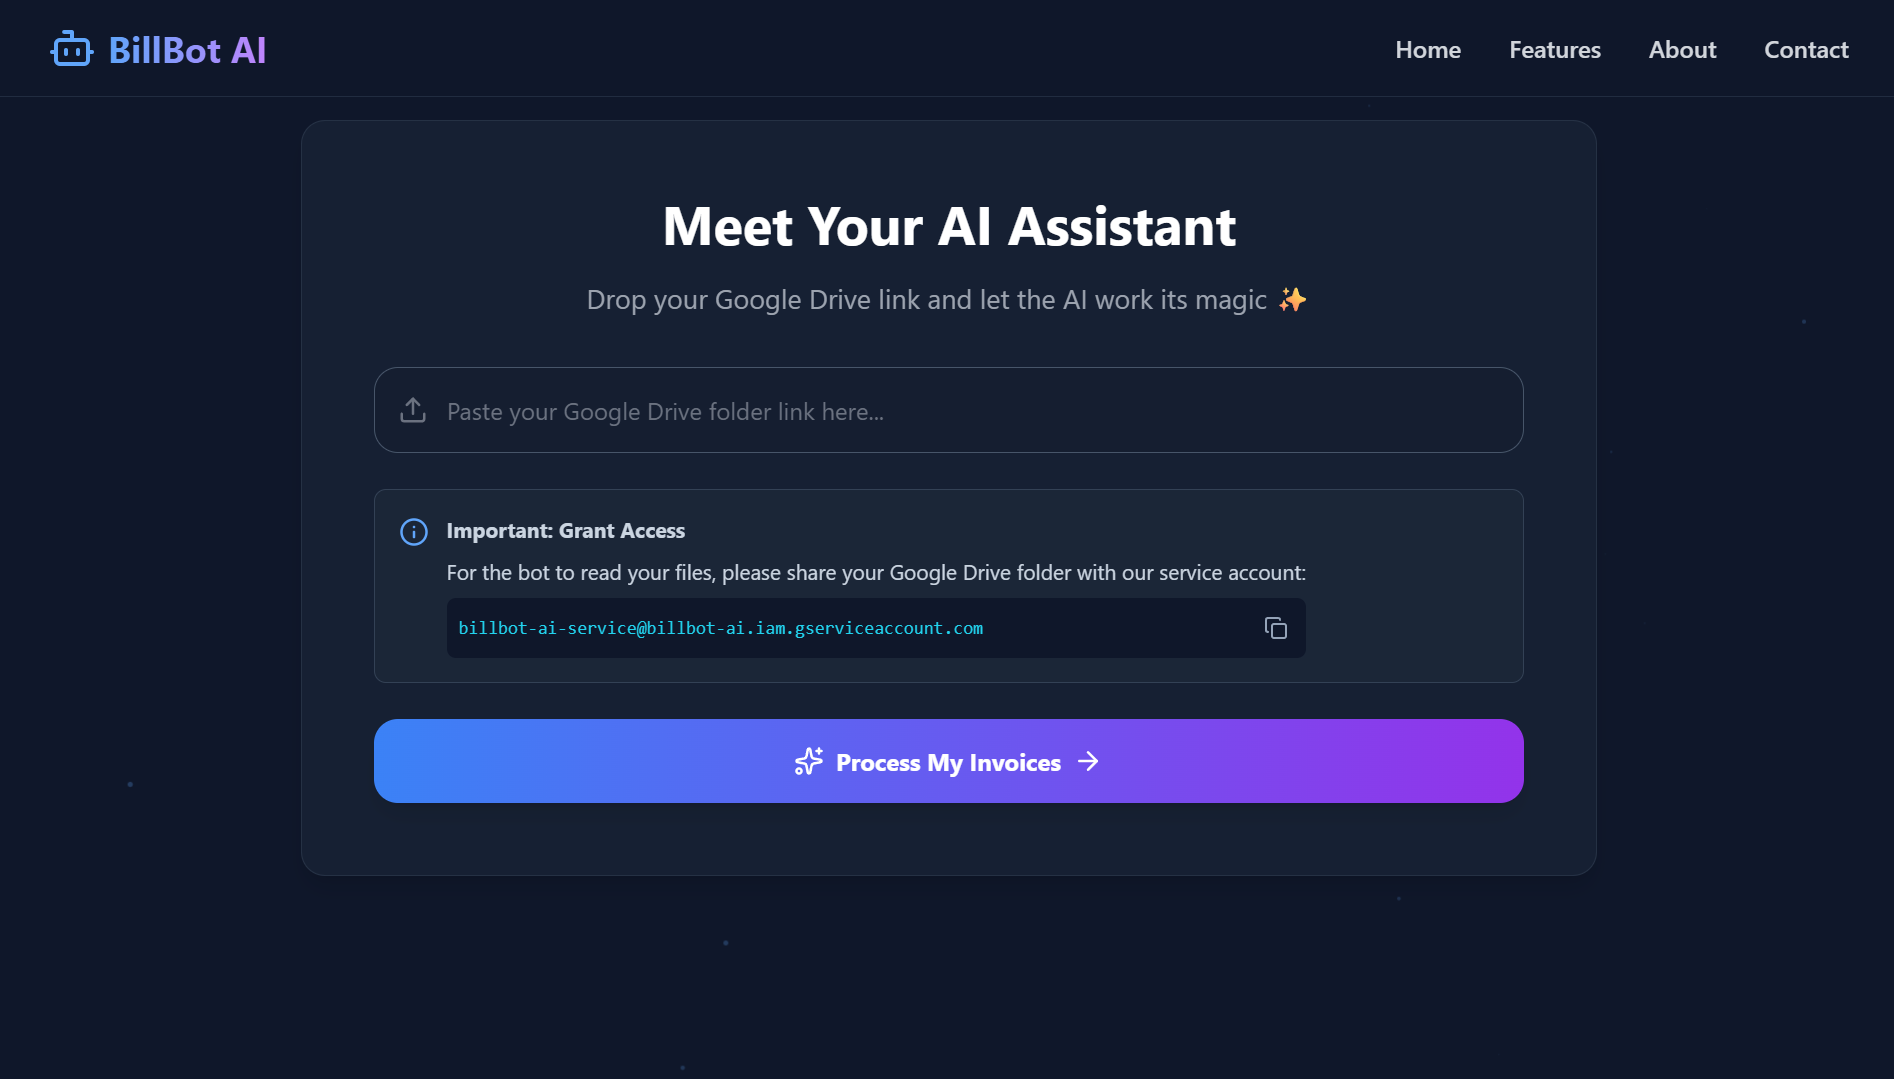 BillBot AI
Home
Features
About
Contact
Meet Your AI Assistant
Drop your Google Drive link and let the AI work its magic ✨
Paste your Google Drive folder link here...
Important: Grant Access
For the bot to read your files, please share your Google Drive folder with our service account:
billbot-ai-service@billbot-ai.iam.gserviceaccount.com
Process My Invoices